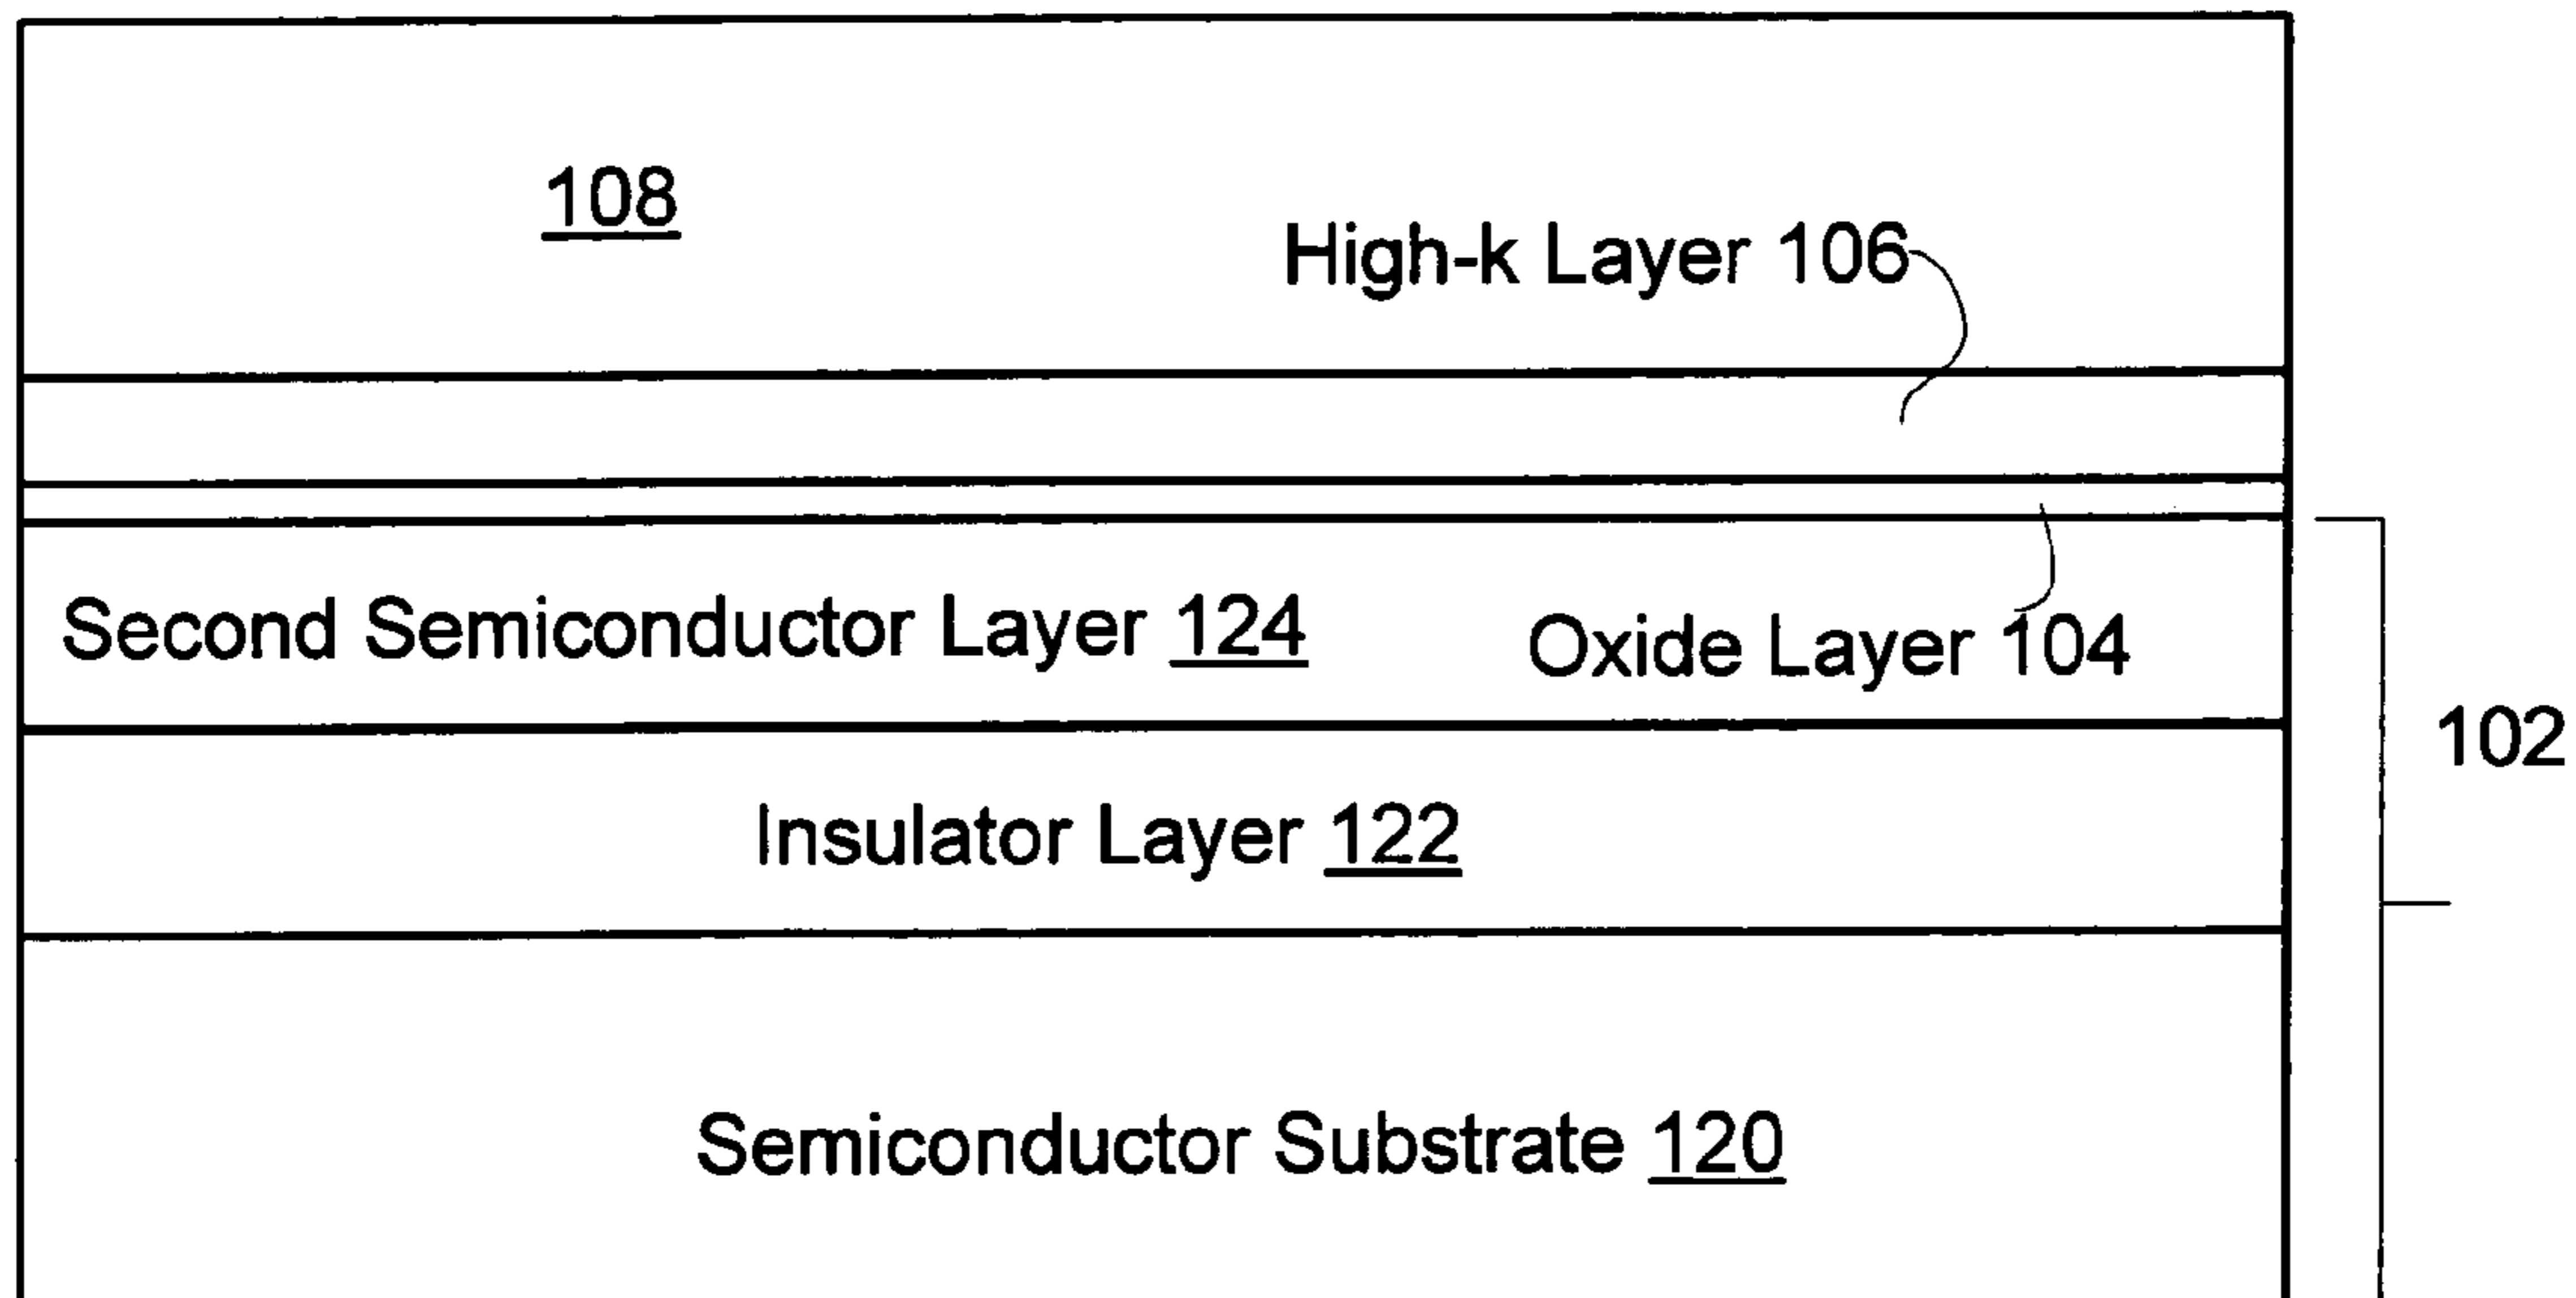 108
High-k Layer 106
Second Semiconductor Layer 124
Oxide Layer 104
102
Insulator Layer 122
Semiconductor Substrate 120